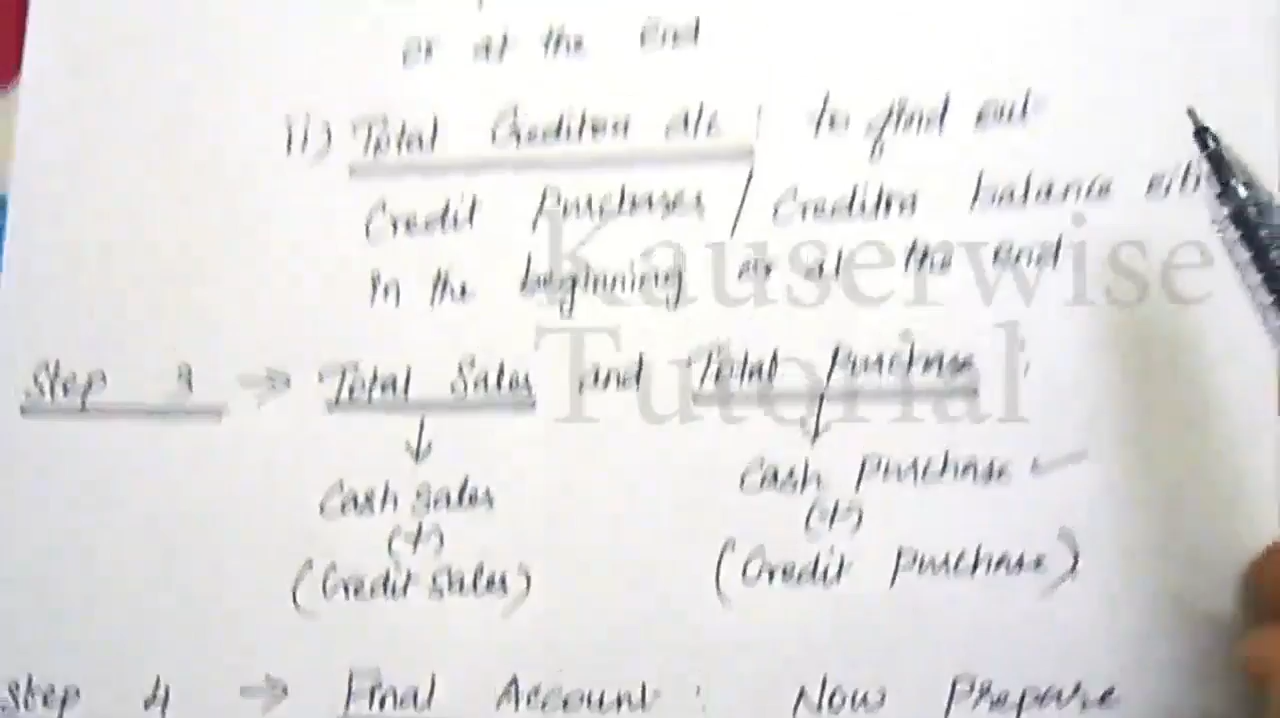 or at the end
ii) Total Creditors A/c : to find out
Credit Purchases / Creditors balance eith
in the beginning or at the end
Kauserwise
Tutorial
Step 3 → Total Sales and Total Purchase :
↓ ↓
Cash Sales Cash Purchase ✓
(+) (+)
(Credit Sales) (Credit Purchase)
Step 4 → Final Account : Now Prepare